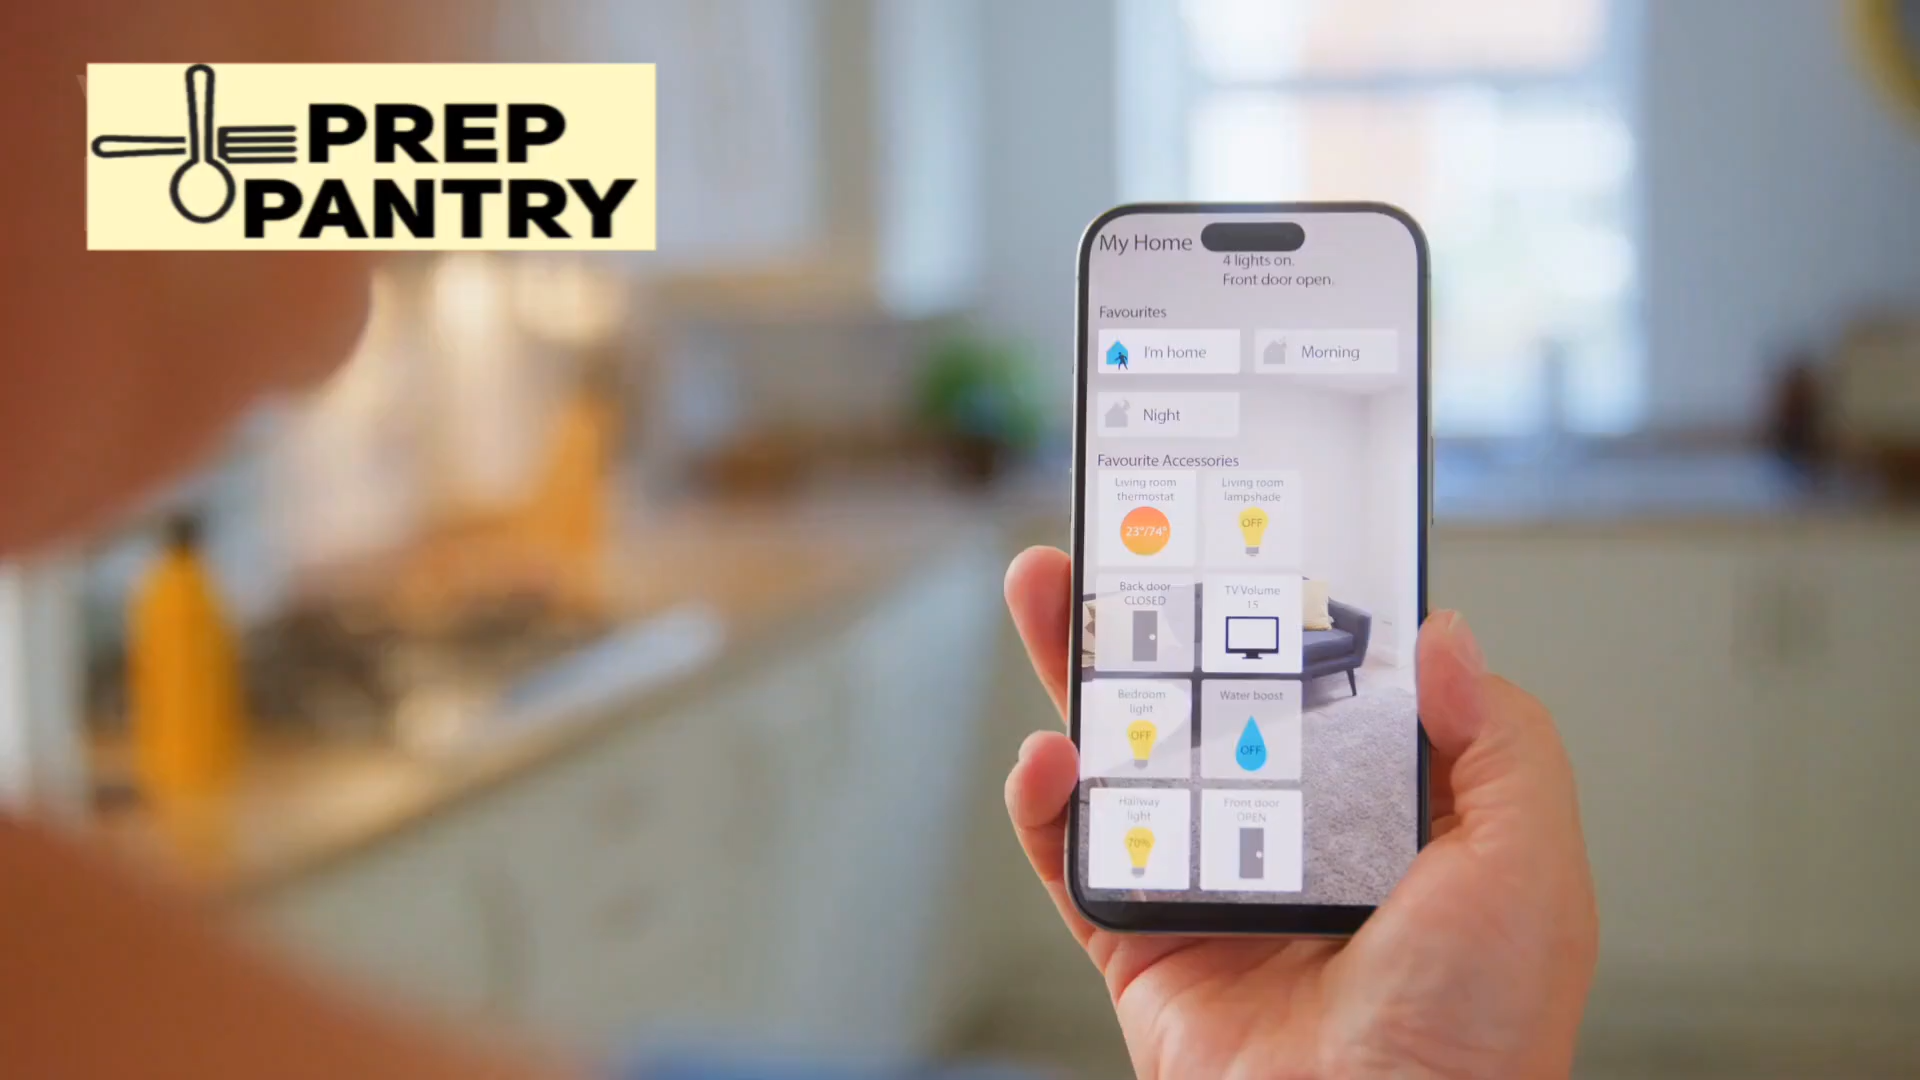 PREP
PANTRY
My Home
4 lights on.
Front door open.
Favourites
I'm home
Morning
Night
Favourite Accessories
Living room
thermostat
23°/74°
Living room
lampshade
OFF
Back door
CLOSED
TV Volume
15
Bedroom
light
OFF
Water boost
OFF
Hallway
light
70%
Front door
OPEN